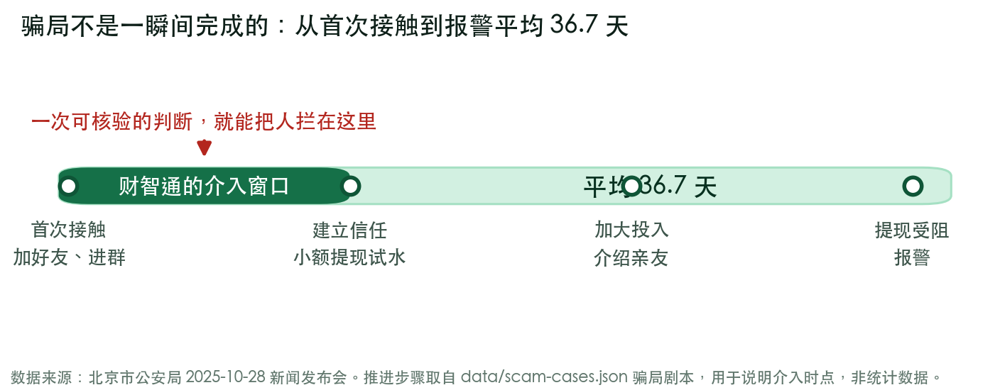 骗局不是一瞬间完成的：从首次接触到报警平均 36.7 天
一次可核验的判断，就能把人拦在这里
财智通的介入窗口
平均 36.7 天
首次接触
加好友、进群
建立信任
小额提现试水
加大投入
介绍亲友
提现受阻
报警
数据来源：北京市公安局 2025-10-28 新闻发布会。推进步骤取自 data/scam-cases.json 骗局剧本，用于说明介入时点，非统计数据。